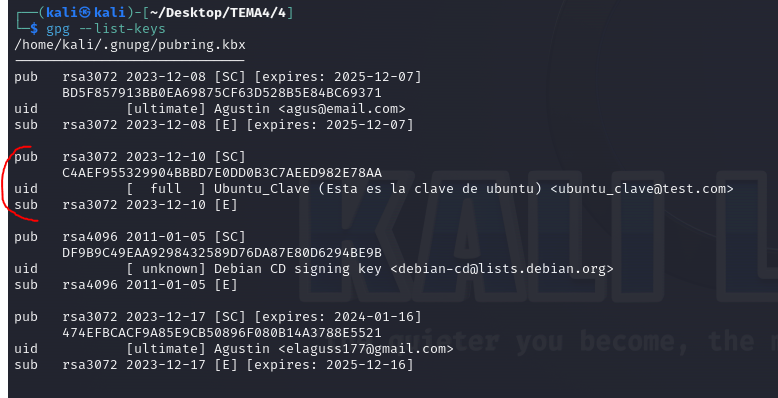 ┌──(kali㉿kali)-[~/Desktop/TEMA4/4]
└─$ gpg --list-keys
/home/kali/.gnupg/pubring.kbx
-----------------------------
pub   rsa3072 2023-12-08 [SC] [expires: 2025-12-07]
      BD5F857913BB0EA69875CF63D528B5E84BC69371
uid           [ultimate] Agustin <agus@email.com>
sub   rsa3072 2023-12-08 [E] [expires: 2025-12-07]

pub   rsa3072 2023-12-10 [SC]
      C4AEF955329904BBBD7E0DD0B3C7AEED982E78AA
uid           [  full  ] Ubuntu_Clave (Esta es la clave de ubuntu) <ubuntu_clave@test.com>
sub   rsa3072 2023-12-10 [E]

pub   rsa4096 2011-01-05 [SC]
      DF9B9C49EAA9298432589D76DA87E80D6294BE9B
uid           [ unknown] Debian CD signing key <debian-cd@lists.debian.org>
sub   rsa4096 2011-01-05 [E]

pub   rsa3072 2023-12-17 [SC] [expires: 2024-01-16]
      474EFBCACF9A85E9CB50896F080B14A3788E5521
uid           [ultimate] Agustin <elaguss177@gmail.com>
sub   rsa3072 2023-12-17 [E] [expires: 2025-12-16]
KALI L
quieter you become, the